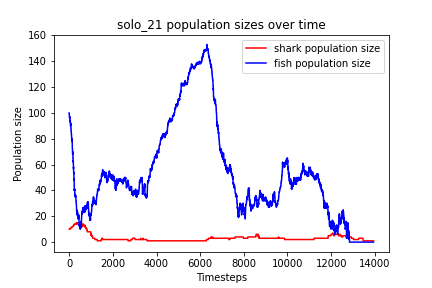 solo_21 population sizes over time
shark population size
fish population size
Population size
160
140
120
100
80
60
40
20
0
0 2000 4000 6000 8000 10000 12000 14000
Timesteps